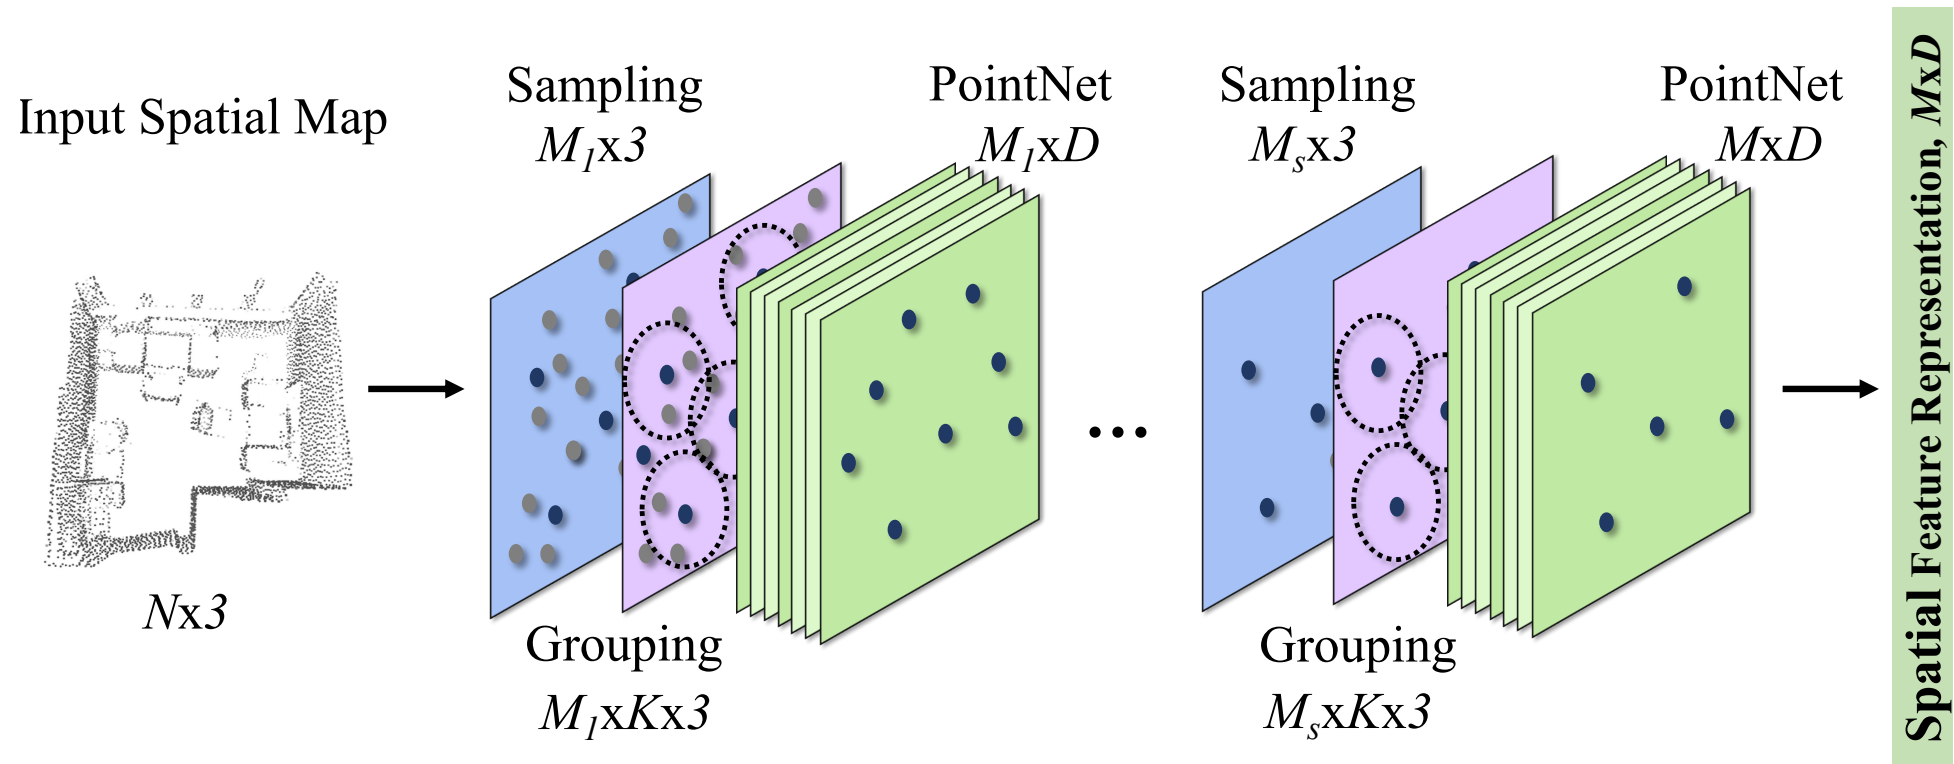 Input Spatial Map
Nx3
Sampling
M₁x3
Grouping
M₁xKx3
PointNet
M₁xD
...
Sampling
Mₛx3
Grouping
MₛxKx3
PointNet
MxD
Spatial Feature Representation, MxD